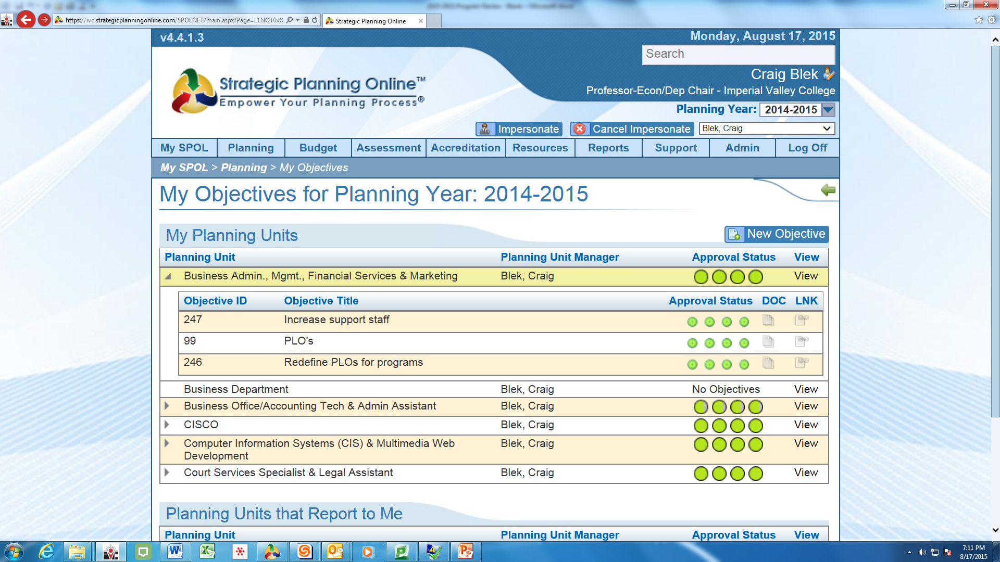 https://ivc.strategicplanningonline.com/SPOLNET/main.aspx?Page=L1NQT0xO
Strategic Planning Online
v4.4.1.3
Monday, August 17, 2015
Search
Craig Blek
Professor-Econ/Dep Chair - Imperial Valley College
Strategic Planning Online™
Empower Your Planning Process®
Planning Year: 2014-2015
Impersonate Cancel Impersonate Blek, Craig
My SPOL Planning Budget Assessment Accreditation Resources Reports Support Admin Log Off
My SPOL > Planning > My Objectives
My Objectives for Planning Year: 2014-2015
My Planning Units
New Objective
Planning Unit Planning Unit Manager Approval Status View
Business Admin., Mgmt., Financial Services & Marketing Blek, Craig View
Objective ID Objective Title Approval Status DOC LNK
247 Increase support staff
99 PLO's
246 Redefine PLOs for programs
Business Department Blek, Craig No Objectives View
Business Office/Accounting Tech & Admin Assistant Blek, Craig View
CISCO Blek, Craig View
Computer Information Systems (CIS) & Multimedia Web Blek, Craig View
Development
Court Services Specialist & Legal Assistant Blek, Craig View
Planning Units that Report to Me
Planning Unit Planning Unit Manager Approval Status View
7:11 PM
8/17/2015